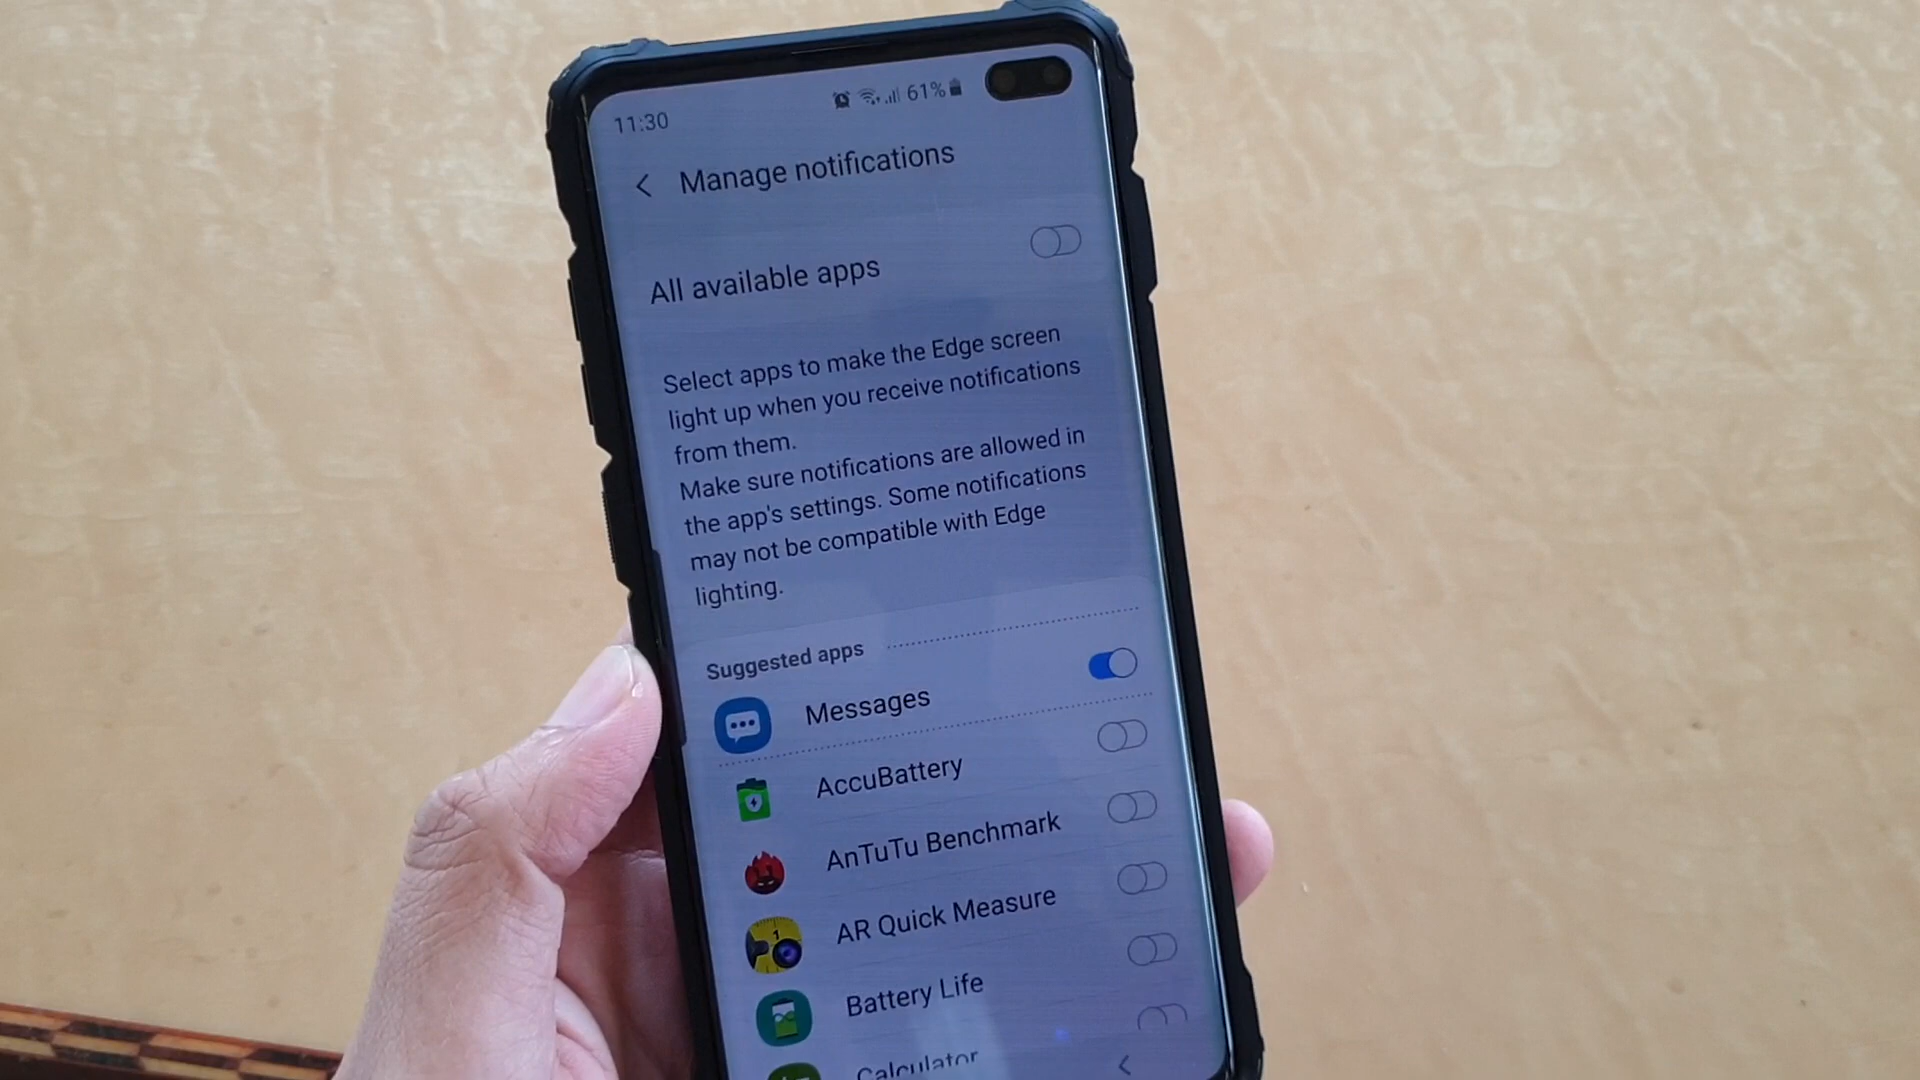 11:30
61%
Manage notifications
All available apps
Select apps to make the Edge screen
light up when you receive notifications
from them.
Make sure notifications are allowed in
the app's settings. Some notifications
may not be compatible with Edge
lighting.
Suggested apps
Messages
AccuBattery
AnTuTu Benchmark
1
AR Quick Measure
Battery Life
Calculator